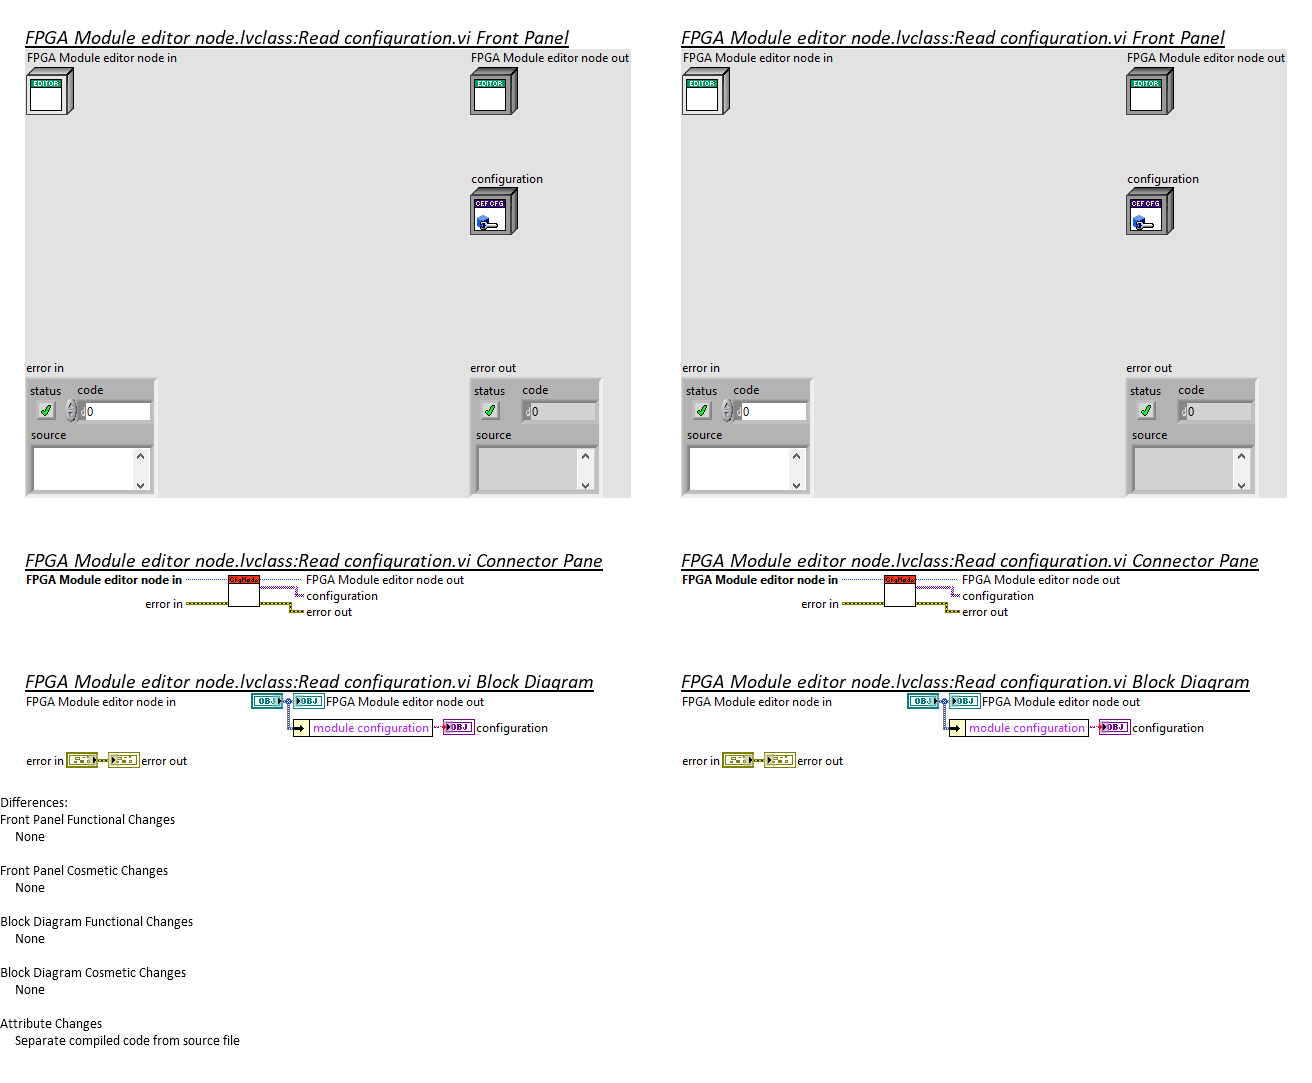 FPGA Module editor node.lvclass:Read configuration.vi Front Panel
FPGA Module editor node in
FPGA Module editor node out
EDITOR
EDITOR
configuration
CEF CFG
error in
error out
status code
status code
0
0
source
source
FPGA Module editor node.lvclass:Read configuration.vi Front Panel
FPGA Module editor node in
FPGA Module editor node out
EDITOR
EDITOR
configuration
CEF CFG
error in
error out
status code
status code
0
0
source
source
FPGA Module editor node.lvclass:Read configuration.vi Connector Pane
FPGA Module editor node in
CfgNode
FPGA Module editor node out
configuration
error in
error out
FPGA Module editor node.lvclass:Read configuration.vi Connector Pane
FPGA Module editor node in
CfgNode
FPGA Module editor node out
configuration
error in
error out
FPGA Module editor node.lvclass:Read configuration.vi Block Diagram
FPGA Module editor node in
OBJ
OBJ
FPGA Module editor node out
module configuration
OBJ
configuration
error in
error out
FPGA Module editor node.lvclass:Read configuration.vi Block Diagram
FPGA Module editor node in
OBJ
OBJ
FPGA Module editor node out
module configuration
OBJ
configuration
error in
error out
Differences:
Front Panel Functional Changes
None
Front Panel Cosmetic Changes
None
Block Diagram Functional Changes
None
Block Diagram Cosmetic Changes
None
Attribute Changes
Separate compiled code from source file